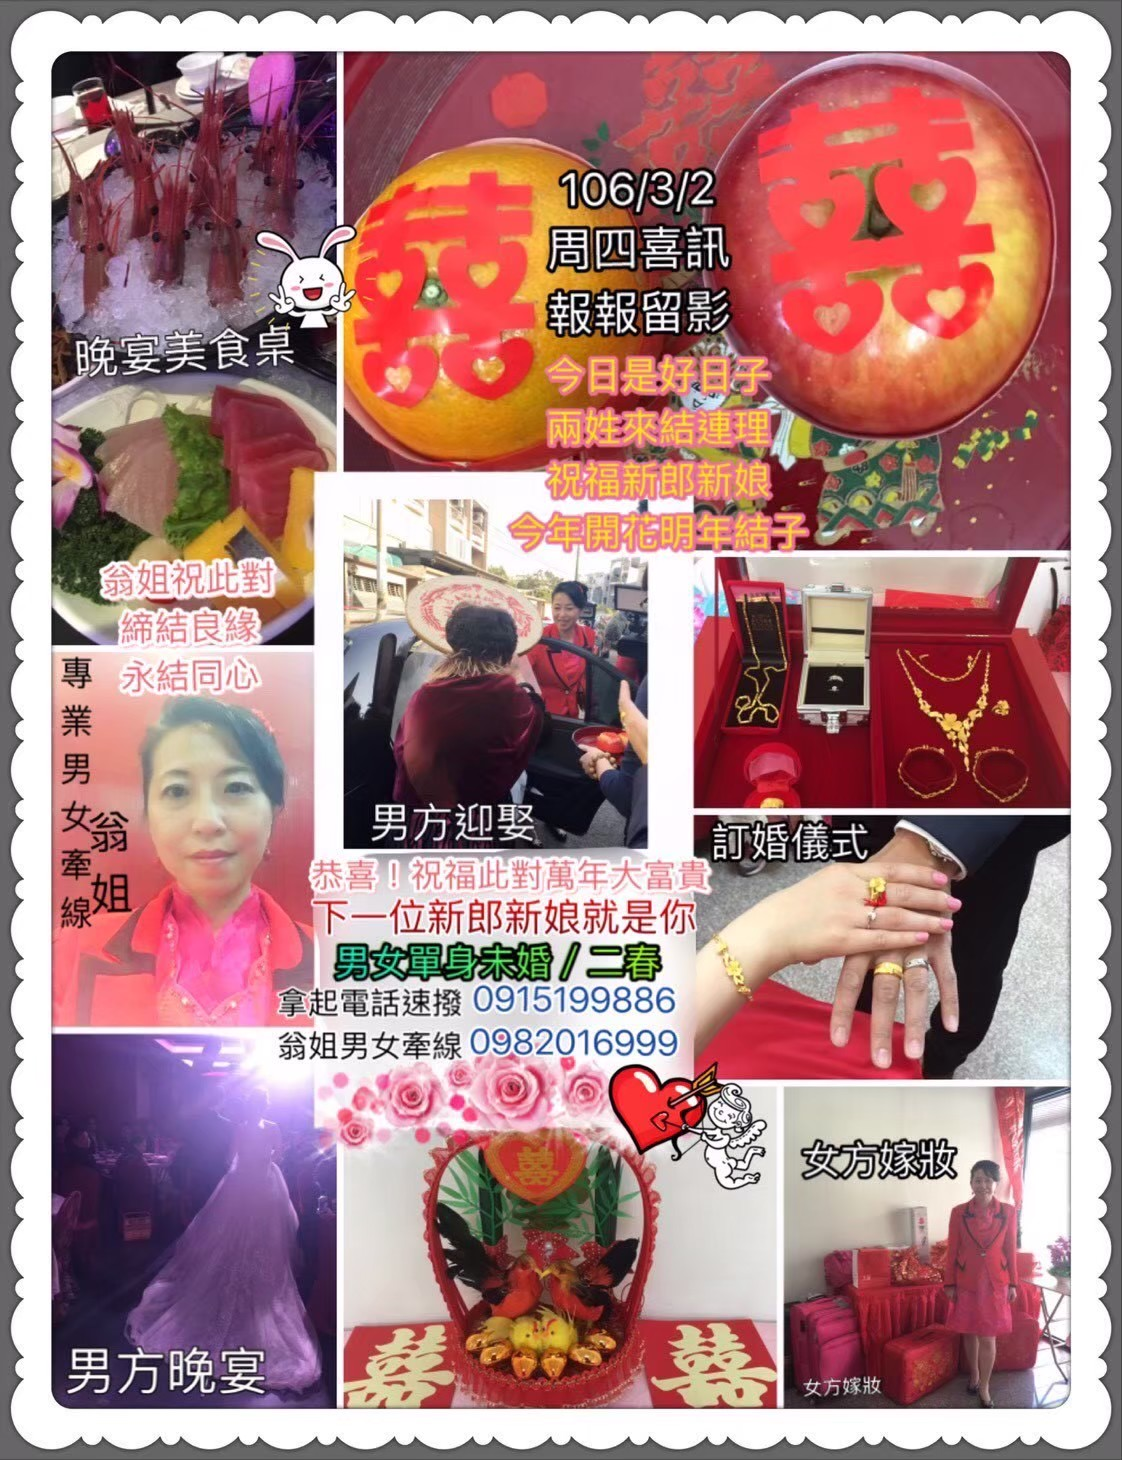 106/3/2
周四喜訊
報報留影
今日是好日子
兩姓來結連理
祝福新郎新娘
今年開花明年結子
晚宴美食桌
翁姐祝此對
締結良緣
永結同心
專業男女牽線
翁姐
男方迎娶
訂婚儀式
恭喜！祝福此對萬年大富貴
下一位新郎新娘就是你
男女單身未婚／二春
拿起電話速撥 0915199886
翁姐男女牽線 0982016999
女方嫁妝
男方晚宴
女方嫁妝
囍
囍
囍
囍
囍